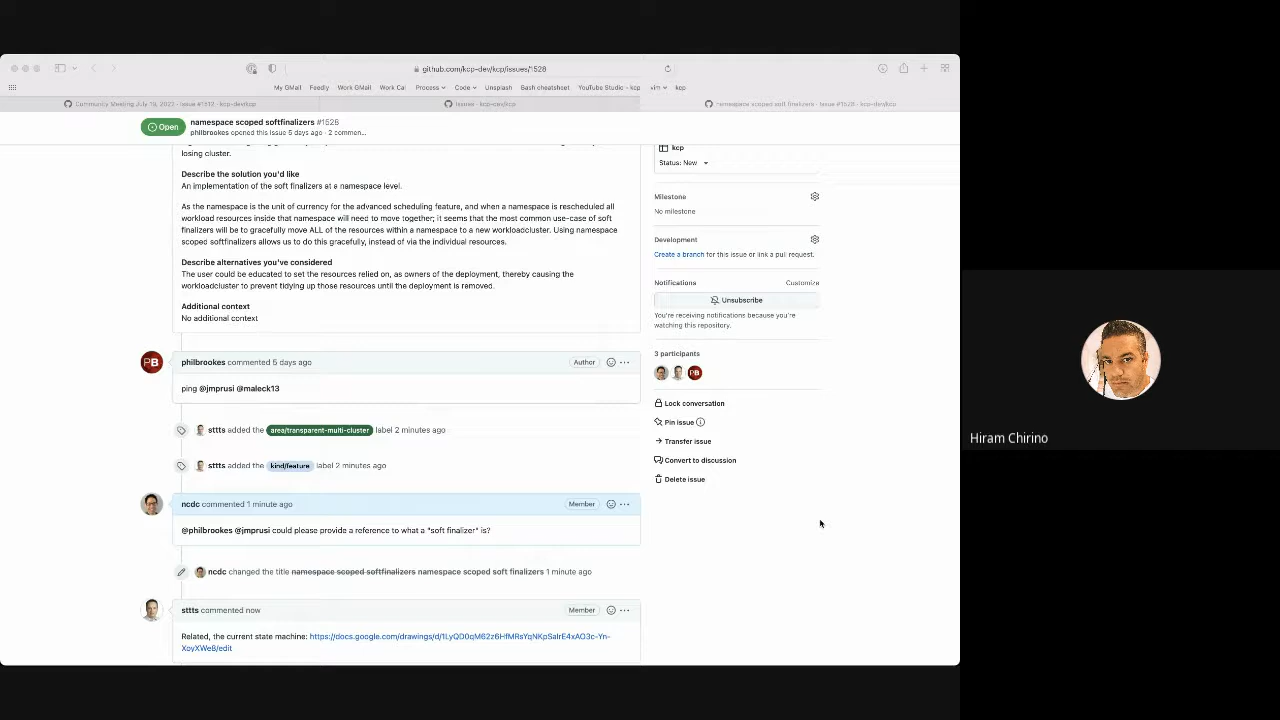 github.com/kcp-dev/kcp/issues/1528
My GMail Feedly Work GMail Work Cal Process Code Unsplash Bash cheatsheet YouTube Studio - kcp vim kcp
Community Meeting July 19, 2022 · Issue #1512 · kcp-dev/kcp
Issues · kcp-dev/kcp
namespace scoped soft finalizers · Issue #1528 · kcp-dev/kcp
Open
namespace scoped softfinalizers #1528
philbrookes opened this issue 5 days ago · 2 commen...
losing cluster.
Describe the solution you'd like
An implementation of the soft finalizers at a namespace level.
As the namespace is the unit of currency for the advanced scheduling feature, and when a namespace is rescheduled all
workload resources inside that namespace will need to move together; it seems that the most common use-case of soft
finalizers will be to gracefully move ALL of the resources within a namespace to a new workloadcluster. Using namespace
scoped softfinalizers allows us to do this gracefully, instead of via the individual resources.
Describe alternatives you've considered
The user could be educated to set the resources relied on, as owners of the deployment, thereby causing the
workloadcluster to prevent tidying up those resources until the deployment is removed.
Additional context
No additional context
PB
philbrookes commented 5 days ago
Author
ping @jmprusi @maleck13
sttts added the area/transparent-multi-cluster label 2 minutes ago
sttts added the kind/feature label 2 minutes ago
ncdc commented 1 minute ago
Member
@philbrookes @jmprusi could please provide a reference to what a "soft finalizer" is?
ncdc changed the title namespace scoped softfinalizers namespace scoped soft finalizers 1 minute ago
sttts commented now
Member
Related, the current state machine: https://docs.google.com/drawings/d/
kcp
Status: New
Milestone
No milestone
Development
Create a branch for this issue or link a pull request.
Notifications
Customize
Unsubscribe
You're receiving notifications because you're
watching this repository.
3 participants
PB
Lock conversation
Pin issue
Transfer issue
Convert to discussion
Delete issue
Hiram Chirino